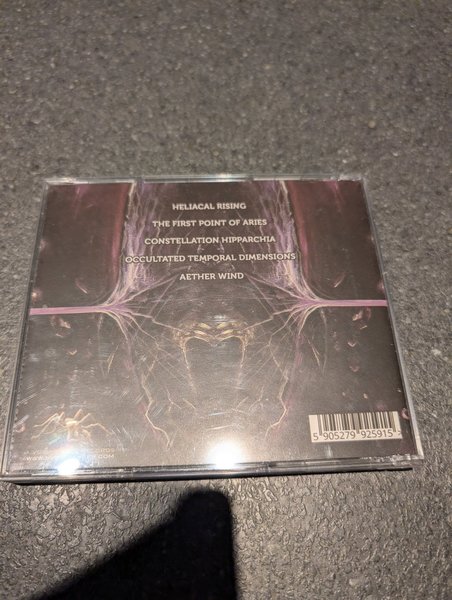 HELIACAL RISING
THE FIRST POINT OF ARIES
CONSTELLATION HIPPARCHIA
OCCULTATED TEMPORAL DIMENSIONS
AETHER WIND
5 905279 925915